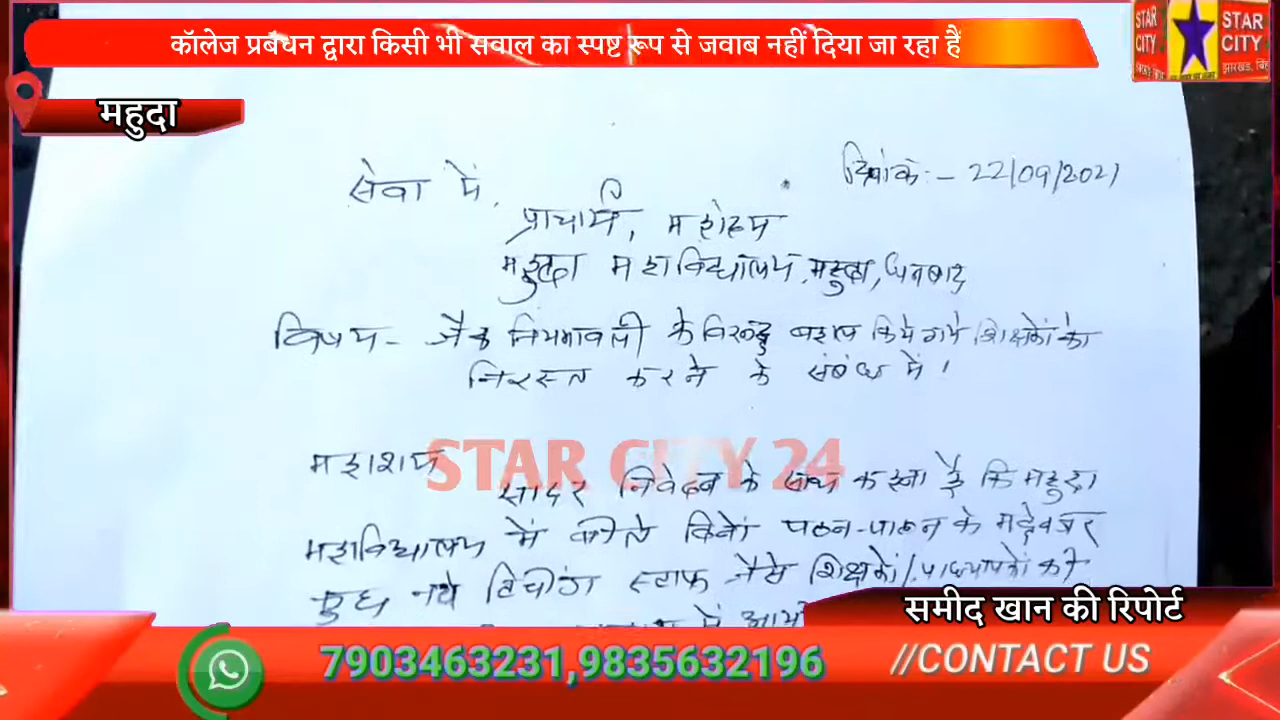 कॉलेज प्रबंधन द्वारा किसी भी सवाल का स्पष्ट रूप से जवाब नहीं दिया जा रहा है
STAR CITY
STAR CITY
झारखंड, बि
महुदा
दिनांक:- 22/09/2021
सेवा में,
प्राचार्य, महोदय
महुदा महाविद्यालय, महुदा, धनबाद
विषय - जैक नियमावली के विरुद्ध बहाल किये गये शिक्षकों को
निरस्त करने के संबंध में।
महाशय
STAR CITY 24
सादर निवेदन के साथ कहना है कि महुदा
महाविद्यालय में बीते दिनों पठन-पाठन के मद्देनजर
कुछ नये टिचींग स्टाफ जैसे शिक्षकों/प्राध्यापकों की
में
समीद खान की रिपोर्ट
7903463231,9835632196
//CONTACT US